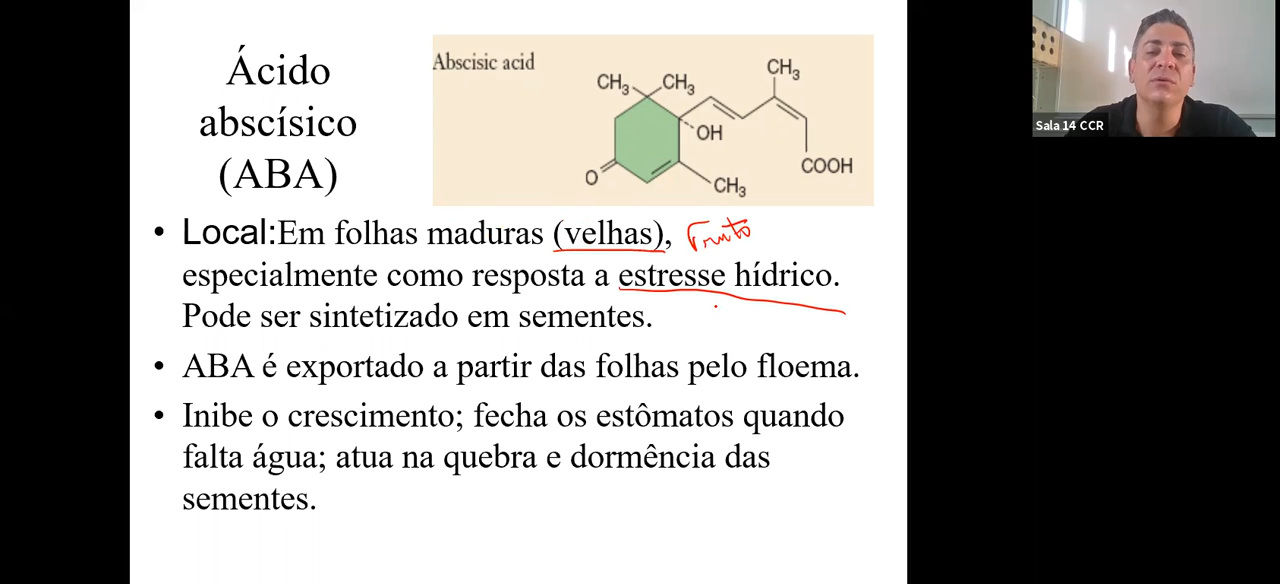 Ácido
abscísico
(ABA)
Abscisic acid
CH3
CH3
CH3
OH
O
CH3
COOH
Sala 14 CCR
• Local:Em folhas maduras (velhas), Fruto
especialmente como resposta a estresse hídrico.
Pode ser sintetizado em sementes.
• ABA é exportado a partir das folhas pelo floema.
• Inibe o crescimento; fecha os estômatos quando
falta água; atua na quebra e dormência das
sementes.